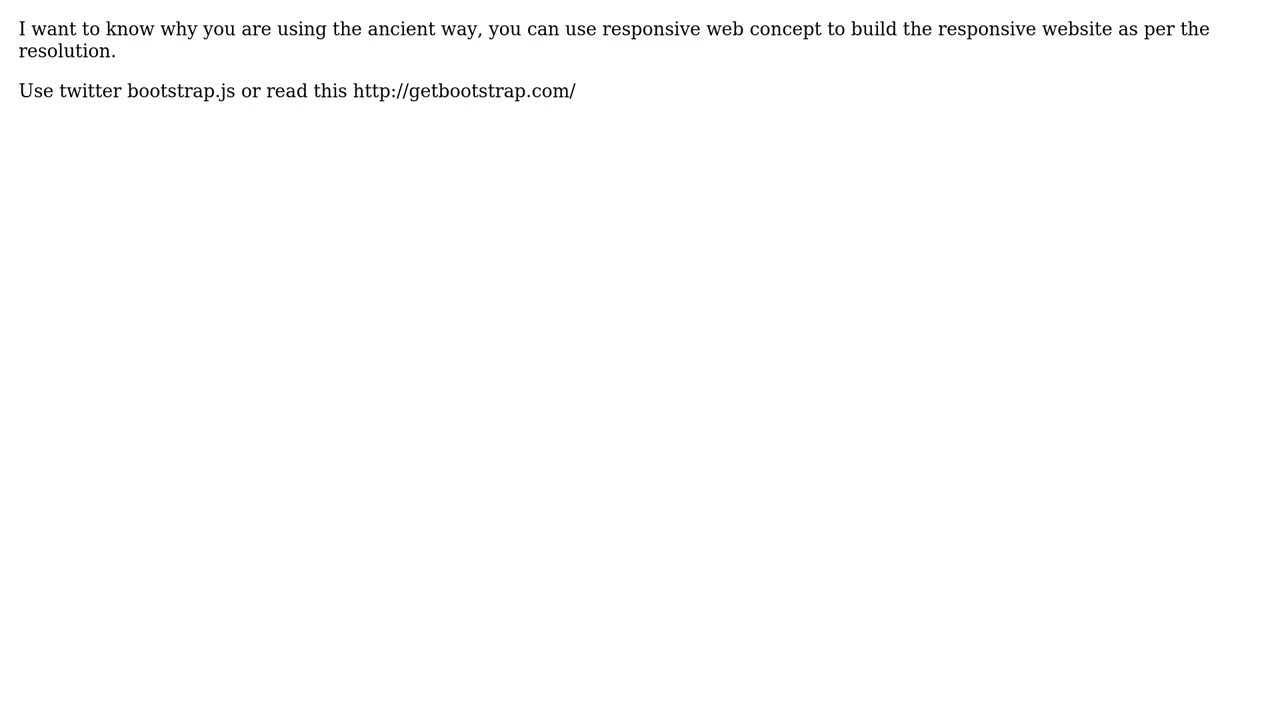 I want to know why you are using the ancient way, you can use responsive web concept to build the responsive website as per the
resolution.
Use twitter bootstrap.js or read this http://getbootstrap.com/